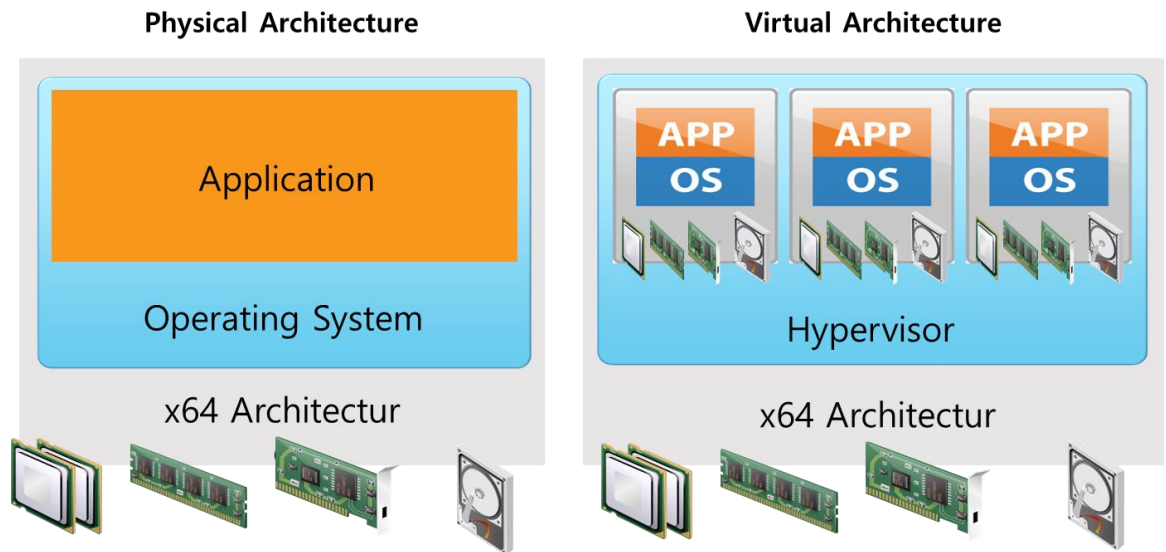 Physical Architecture
Application
Operating System
x64 Architectur
Virtual Architecture
APP
OS
APP
OS
APP
OS
Hypervisor
x64 Architectur